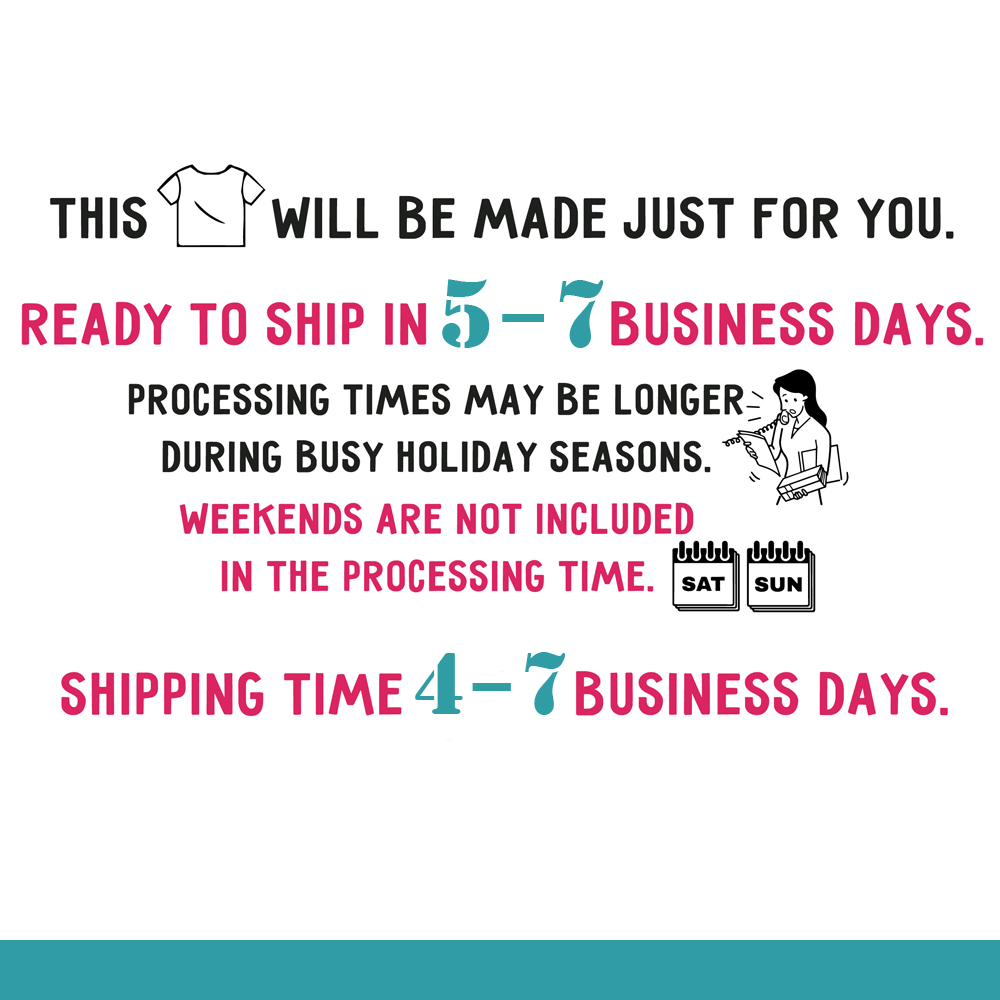 THIS WILL BE MADE JUST FOR YOU.
READY TO SHIP IN 5-7 BUSINESS DAYS.
PROCESSING TIMES MAY BE LONGER
DURING BUSY HOLIDAY SEASONS.
WEEKENDS ARE NOT INCLUDED
IN THE PROCESSING TIME.
SAT SUN
SHIPPING TIME 4-7 BUSINESS DAYS.